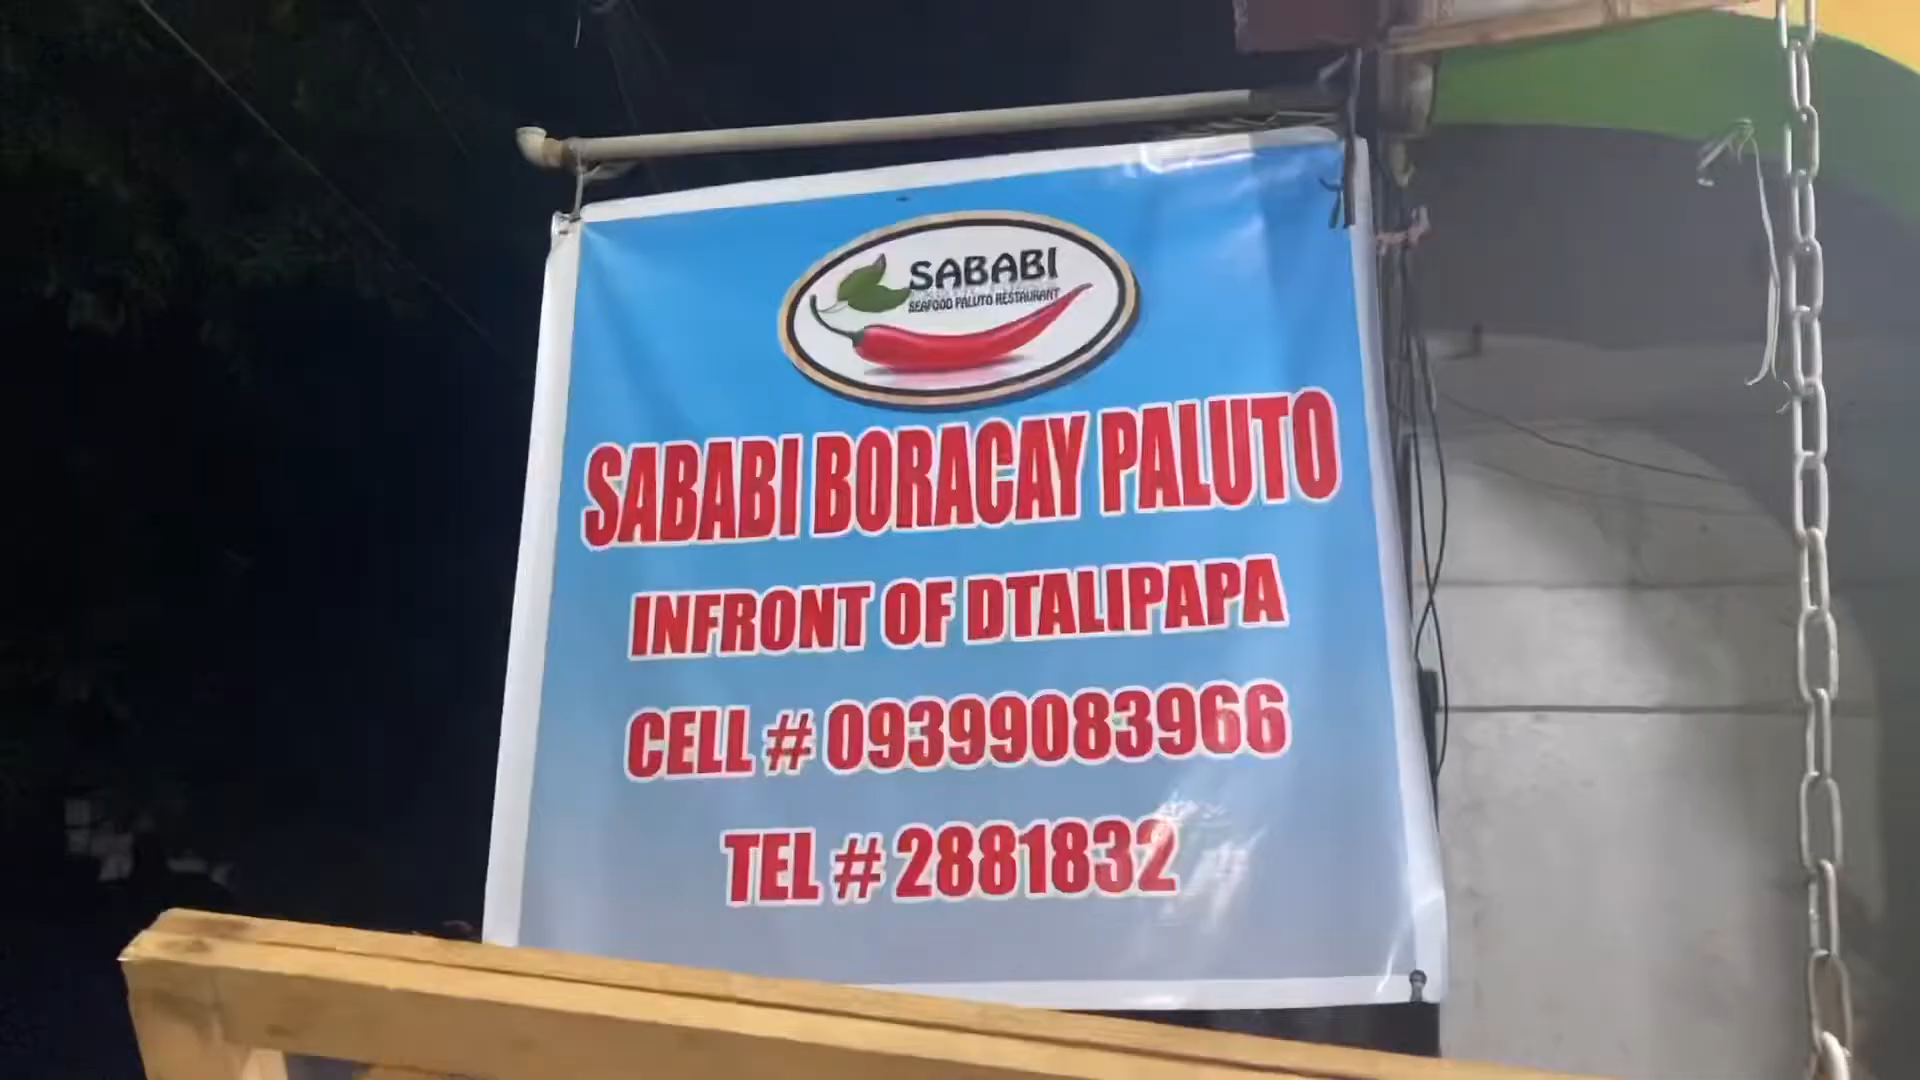 SABABI
SEAFOOD PALUTO RESTAURANT
SABABI BORACAY PALUTO
INFRONT OF DTALIPAPA
CELL # 09399083966
TEL # 2881832